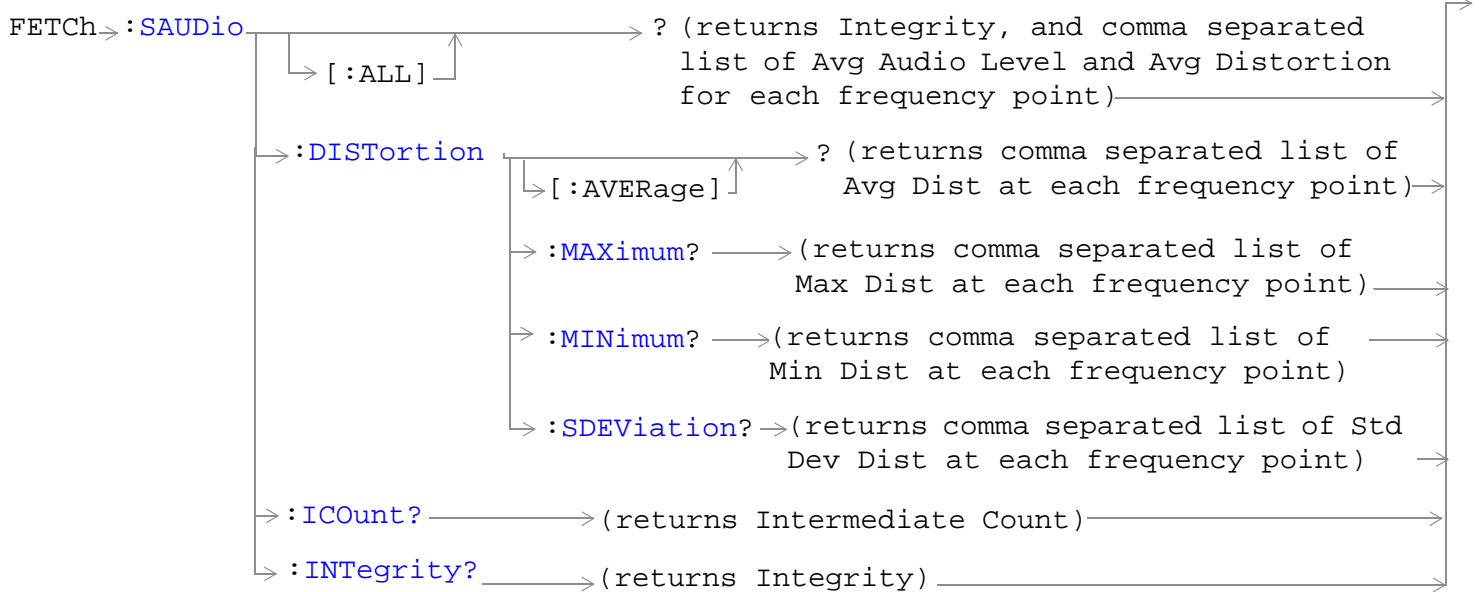 FETCh :SAUDio ? (returns Integrity, and comma separated
[:ALL] list of Avg Audio Level and Avg Distortion
for each frequency point)
:DISTortion ? (returns comma separated list of
[:AVERage] Avg Dist at each frequency point)
:MAXimum? (returns comma separated list of
Max Dist at each frequency point)
:MINimum? (returns comma separated list of
Min Dist at each frequency point)
:SDEViation? (returns comma separated list of Std
Dev Dist at each frequency point)
:ICOunt? (returns Intermediate Count)
:INTegrity? (returns Integrity)